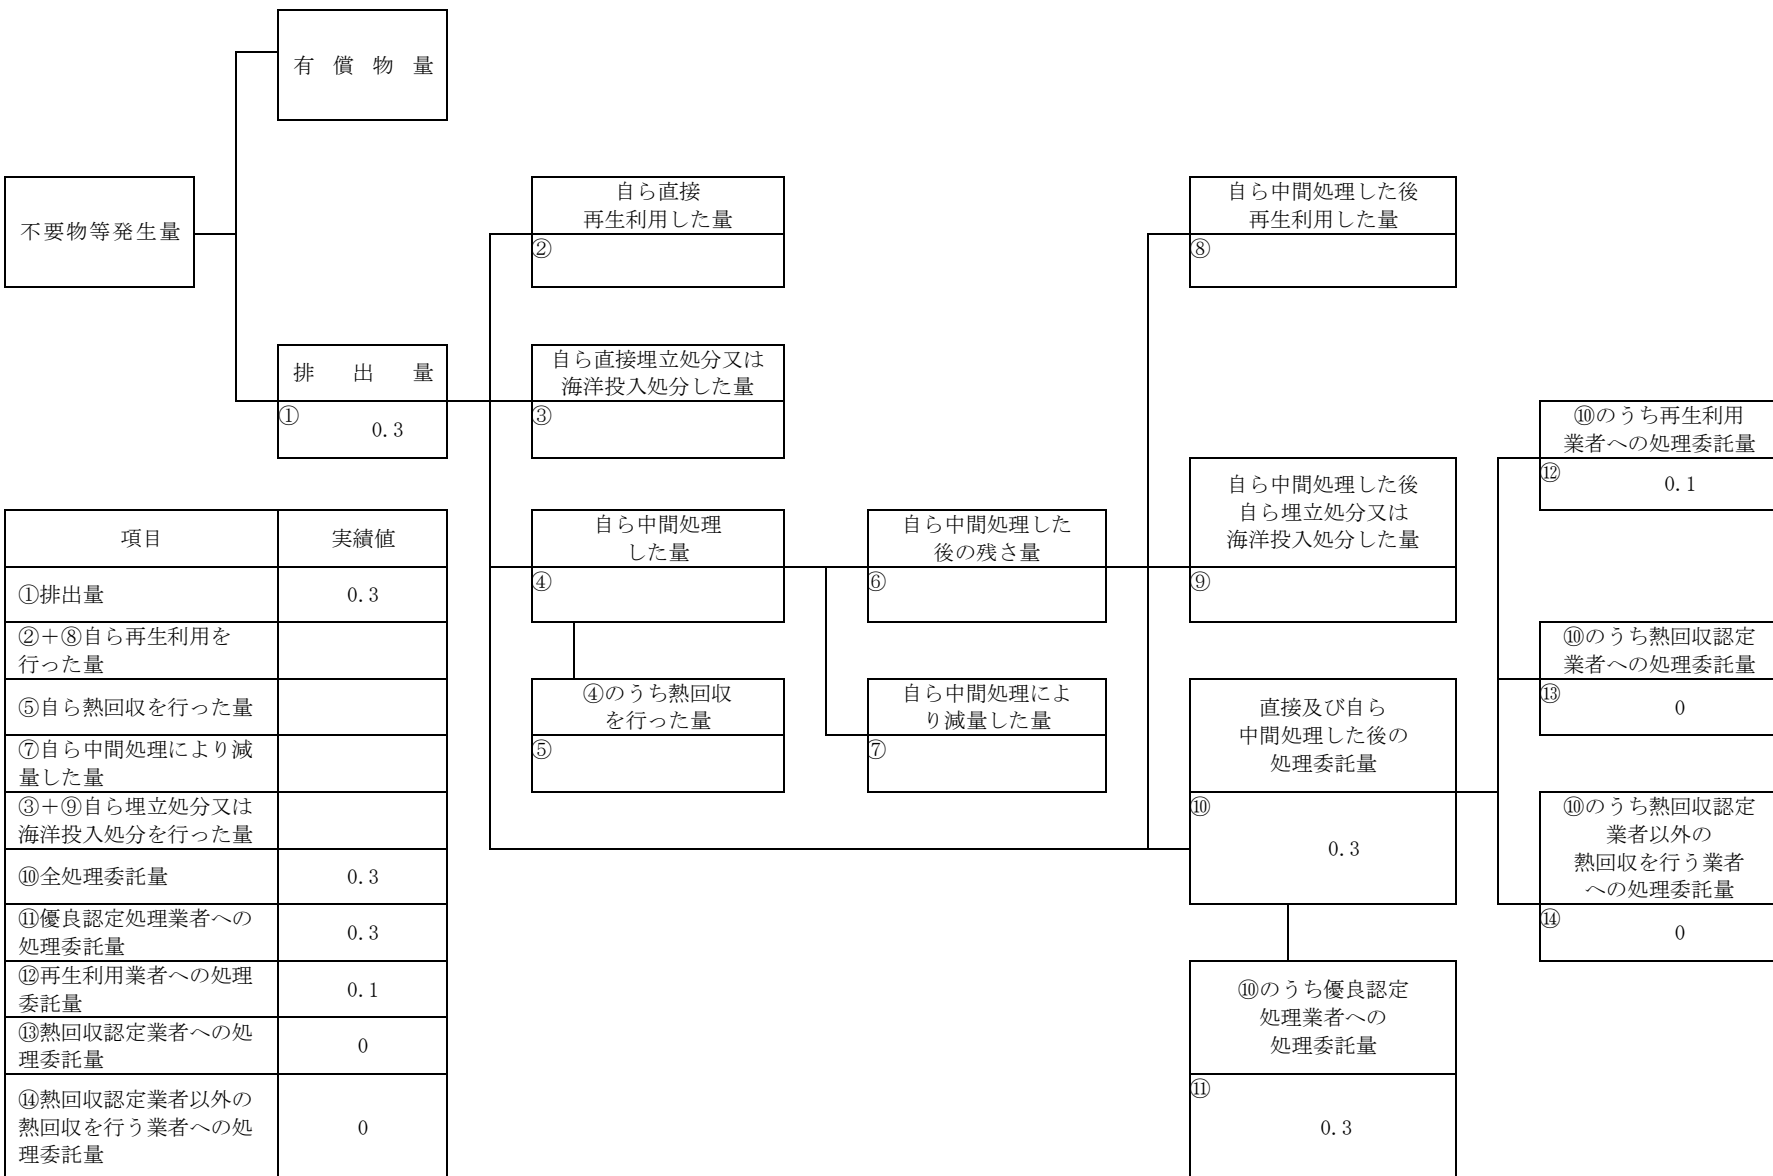 有 償 物 量
不要物等発生量
排 出 量
① 0.3
自ら直接
再生利用した量
②
自ら直接埋立処分又は
海洋投入処分した量
③
自ら中間処理
した量
④
④のうち熱回収
を行った量
⑤
自ら中間処理した
後の残さ量
⑥
自ら中間処理によ
り減量した量
⑦
自ら中間処理した後
再生利用した量
⑧
自ら中間処理した後
自ら埋立処分又は
海洋投入処分した量
⑨
直接及び自ら
中間処理した後の
処理委託量
⑩
0.3
⑩のうち優良認定
処理業者への
処理委託量
⑪
0.3
⑩のうち再生利用
業者への処理委託量
⑫ 0.1
⑩のうち熱回収認定
業者への処理委託量
⑬ 0
⑩のうち熱回収認定
業者以外の
熱回収を行う業者
への処理委託量
⑭ 0
項目 実績値
①排出量 0.3
②+⑧自ら再生利用を
行った量
⑤自ら熱回収を行った量
⑦自ら中間処理により減
量した量
③+⑨自ら埋立処分又は
海洋投入処分を行った量
⑩全処理委託量 0.3
⑪優良認定処理業者への
処理委託量 0.3
⑫再生利用業者への処理
委託量 0.1
⑬熱回収認定業者への処
理委託量 0
⑭熱回収認定業者以外の
熱回収を行う業者への処
理委託量 0